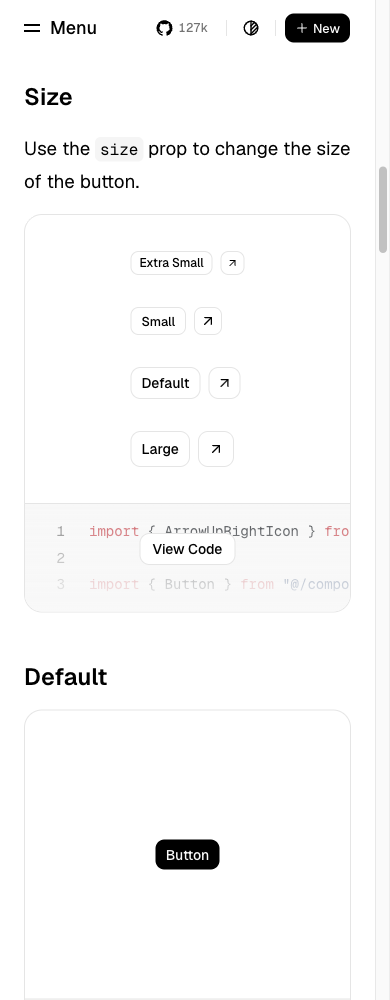 Menu
127k
New
Size
Use the size prop to change the size
of the button.
Extra Small
Small
Default
Large
1 import { ArrowUpRightIcon } fro
View Code
2
3 import { Button } from "@/compo
Default
Button